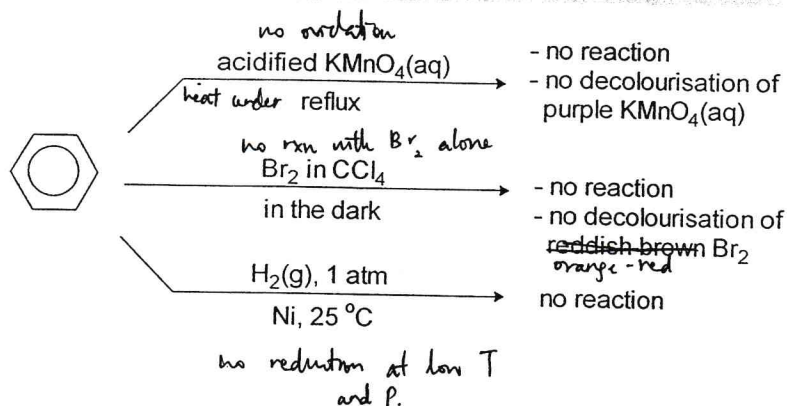 no oxidation
acidified KMnO₄(aq)
heat under reflux
- no reaction
- no decolourisation of
purple KMnO₄(aq)
no rxn with Br₂ alone
Br₂ in CCl₄
in the dark
- no reaction
- no decolourisation of
reddish-brown Br₂
orange-red
H₂(g), 1 atm
Ni, 25 °C
no reaction
no reduction at low T
and P.